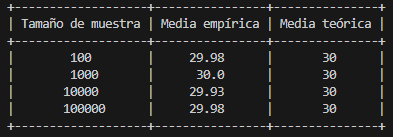 +------------------+----------------+---------------+
| Tamaño de muestra | Media empírica | Media teórica |
+------------------+----------------+---------------+
| 100 | 29.98 | 30 |
| 1000 | 30.0 | 30 |
| 10000 | 29.93 | 30 |
| 100000 | 29.98 | 30 |
+------------------+----------------+---------------+